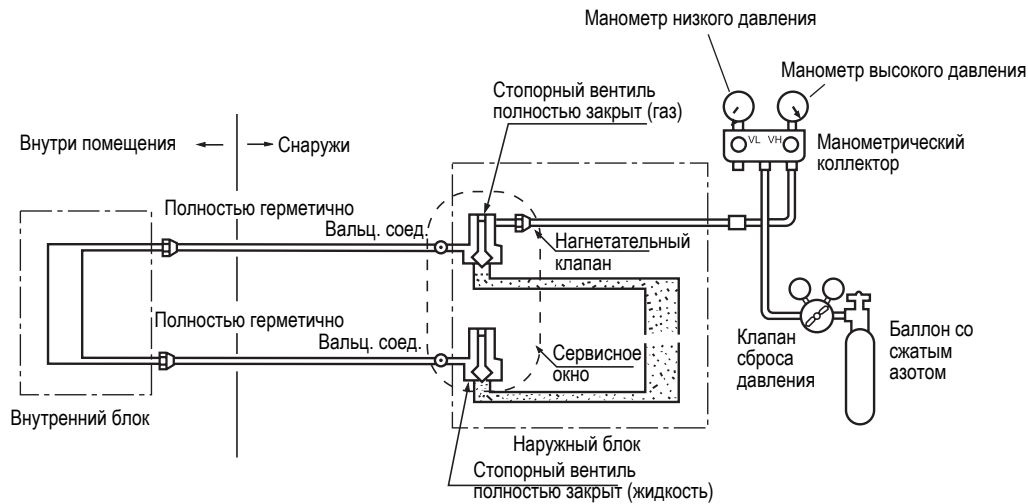 Манометр низкого давления
Манометр высокого давления
Стопорный вентиль
полностью закрыт (газ)
Внутри помещения
Снаружи
VL VH
Манометрический
коллектор
Полностью герметично
Вальц. соед.
Нагнетательный
клапан
Полностью герметично
Вальц. соед.
Сервисное
окно
Клапан
сброса
давления
Баллон со
сжатым
азотом
Внутренний блок
Наружный блок
Стопорный вентиль
полностью закрыт (жидкость)